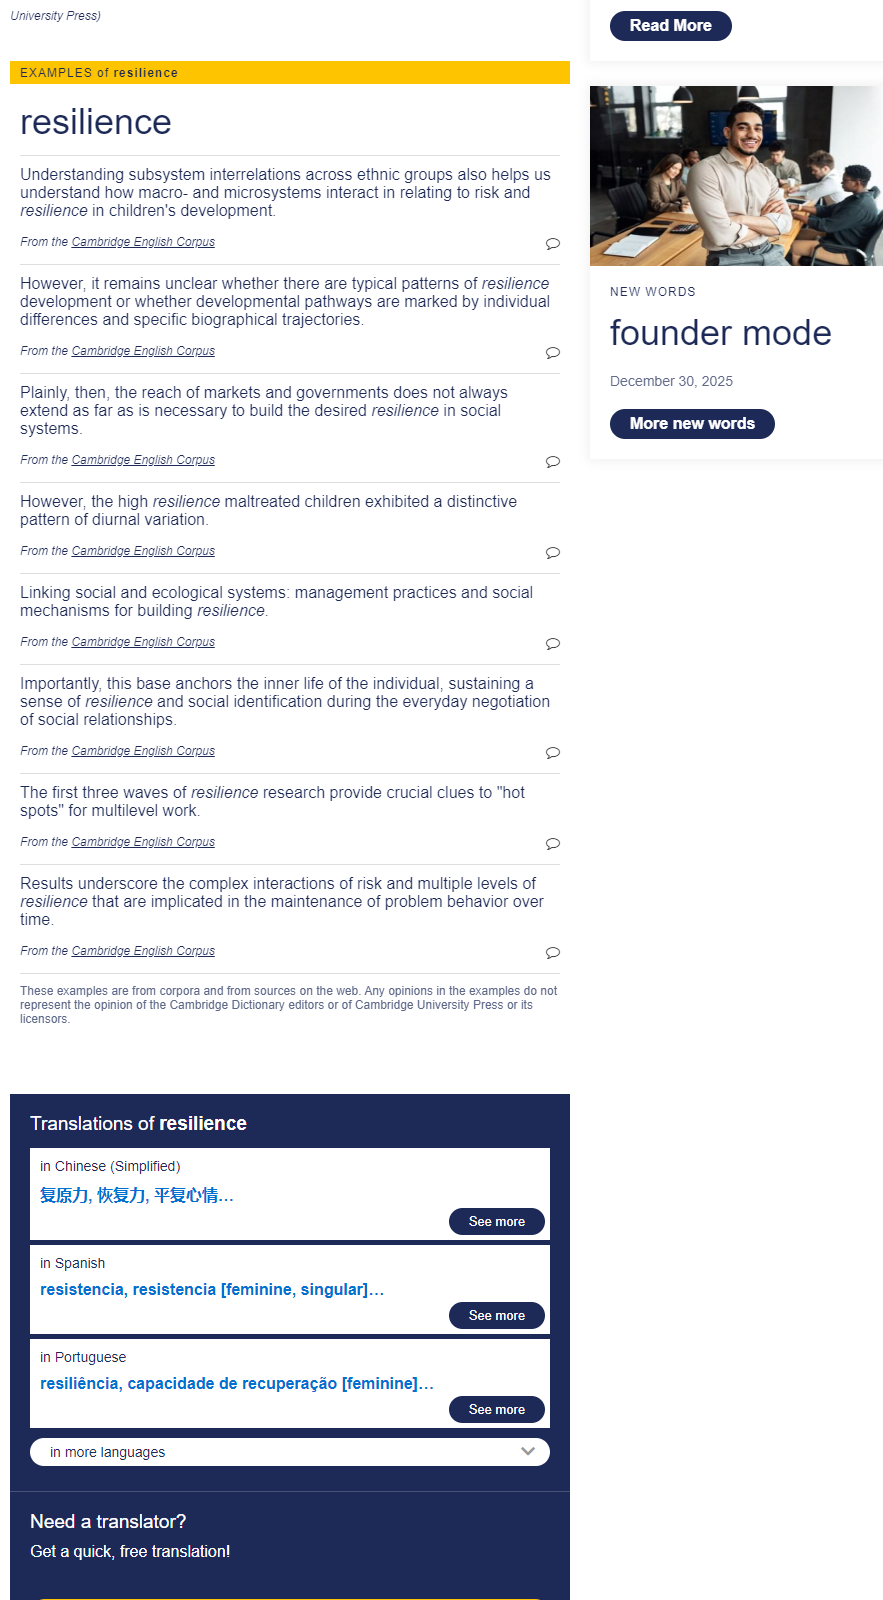 University Press)
EXAMPLES of resilience
resilience
Understanding subsystem interrelations across ethnic groups also helps us
understand how macro- and microsystems interact in relating to risk and
resilience in children's development.
From the Cambridge English Corpus
However, it remains unclear whether there are typical patterns of resilience
development or whether developmental pathways are marked by individual
differences and specific biographical trajectories.
From the Cambridge English Corpus
Plainly, then, the reach of markets and governments does not always
extend as far as is necessary to build the desired resilience in social
systems.
From the Cambridge English Corpus
However, the high resilience maltreated children exhibited a distinctive
pattern of diurnal variation.
From the Cambridge English Corpus
Linking social and ecological systems: management practices and social
mechanisms for building resilience.
From the Cambridge English Corpus
Importantly, this base anchors the inner life of the individual, sustaining a
sense of resilience and social identification during the everyday negotiation
of social relationships.
From the Cambridge English Corpus
The first three waves of resilience research provide crucial clues to "hot
spots" for multilevel work.
From the Cambridge English Corpus
Results underscore the complex interactions of risk and multiple levels of
resilience that are implicated in the maintenance of problem behavior over
time.
From the Cambridge English Corpus
These examples are from corpora and from sources on the web. Any opinions in the examples do not
represent the opinion of the Cambridge Dictionary editors or of Cambridge University Press or its
licensors.
Translations of resilience
in Chinese (Simplified)
复原力, 恢复力, 平复心情…
See more
in Spanish
resistencia, resistencia [feminine, singular]…
See more
in Portuguese
resiliência, capacidade de recuperação [feminine]…
See more
in more languages
Need a translator?
Get a quick, free translation!
Read More
NEW WORDS
founder mode
December 30, 2025
More new words